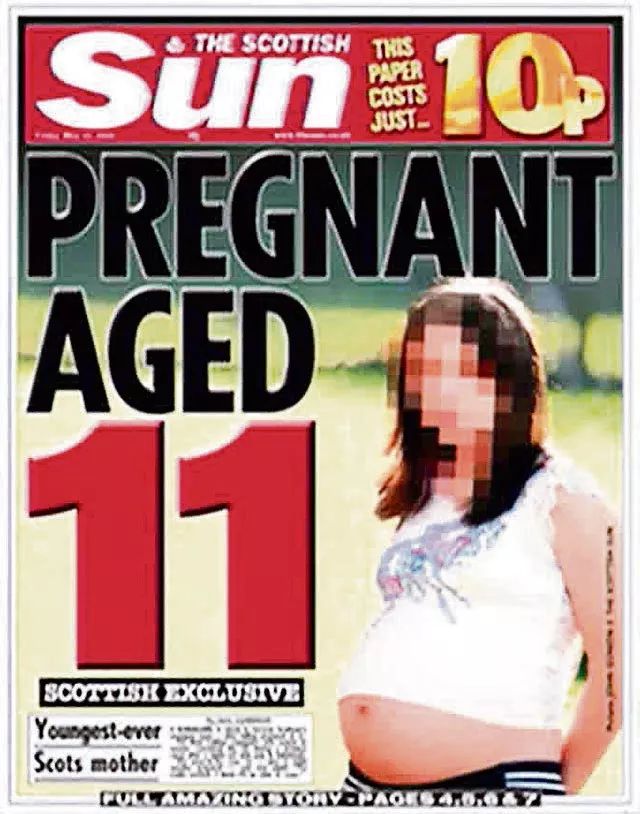 & THE SCOTTISH
Sun
THIS
PAPER
COSTS
JUST...
10p
PREGNANT
AGED
11
SCOTTISH EXCLUSIVE
Youngest-ever
Scots mother
FULL AMAZING STORY - PAGES 4,5,6 & 7